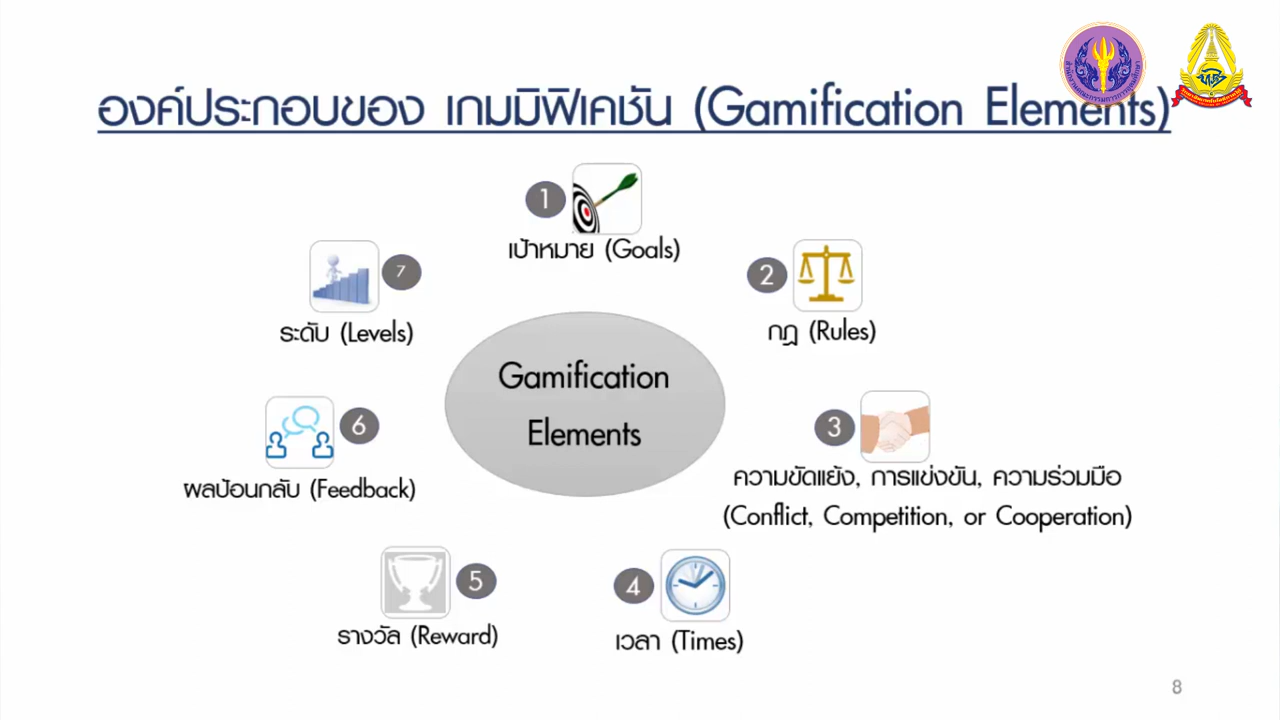 องค์ประกอบของ เกมมิฟิเคชัน (Gamification Elements)
1
เป้าหมาย (Goals)
2
กฎ (Rules)
3
ความขัดแย้ง, การแข่งขัน, ความร่วมมือ
(Conflict, Competition, or Cooperation)
4
เวลา (Times)
5
รางวัล (Reward)
6
ผลป้อนกลับ (Feedback)
7
ระดับ (Levels)
Gamification
Elements
8